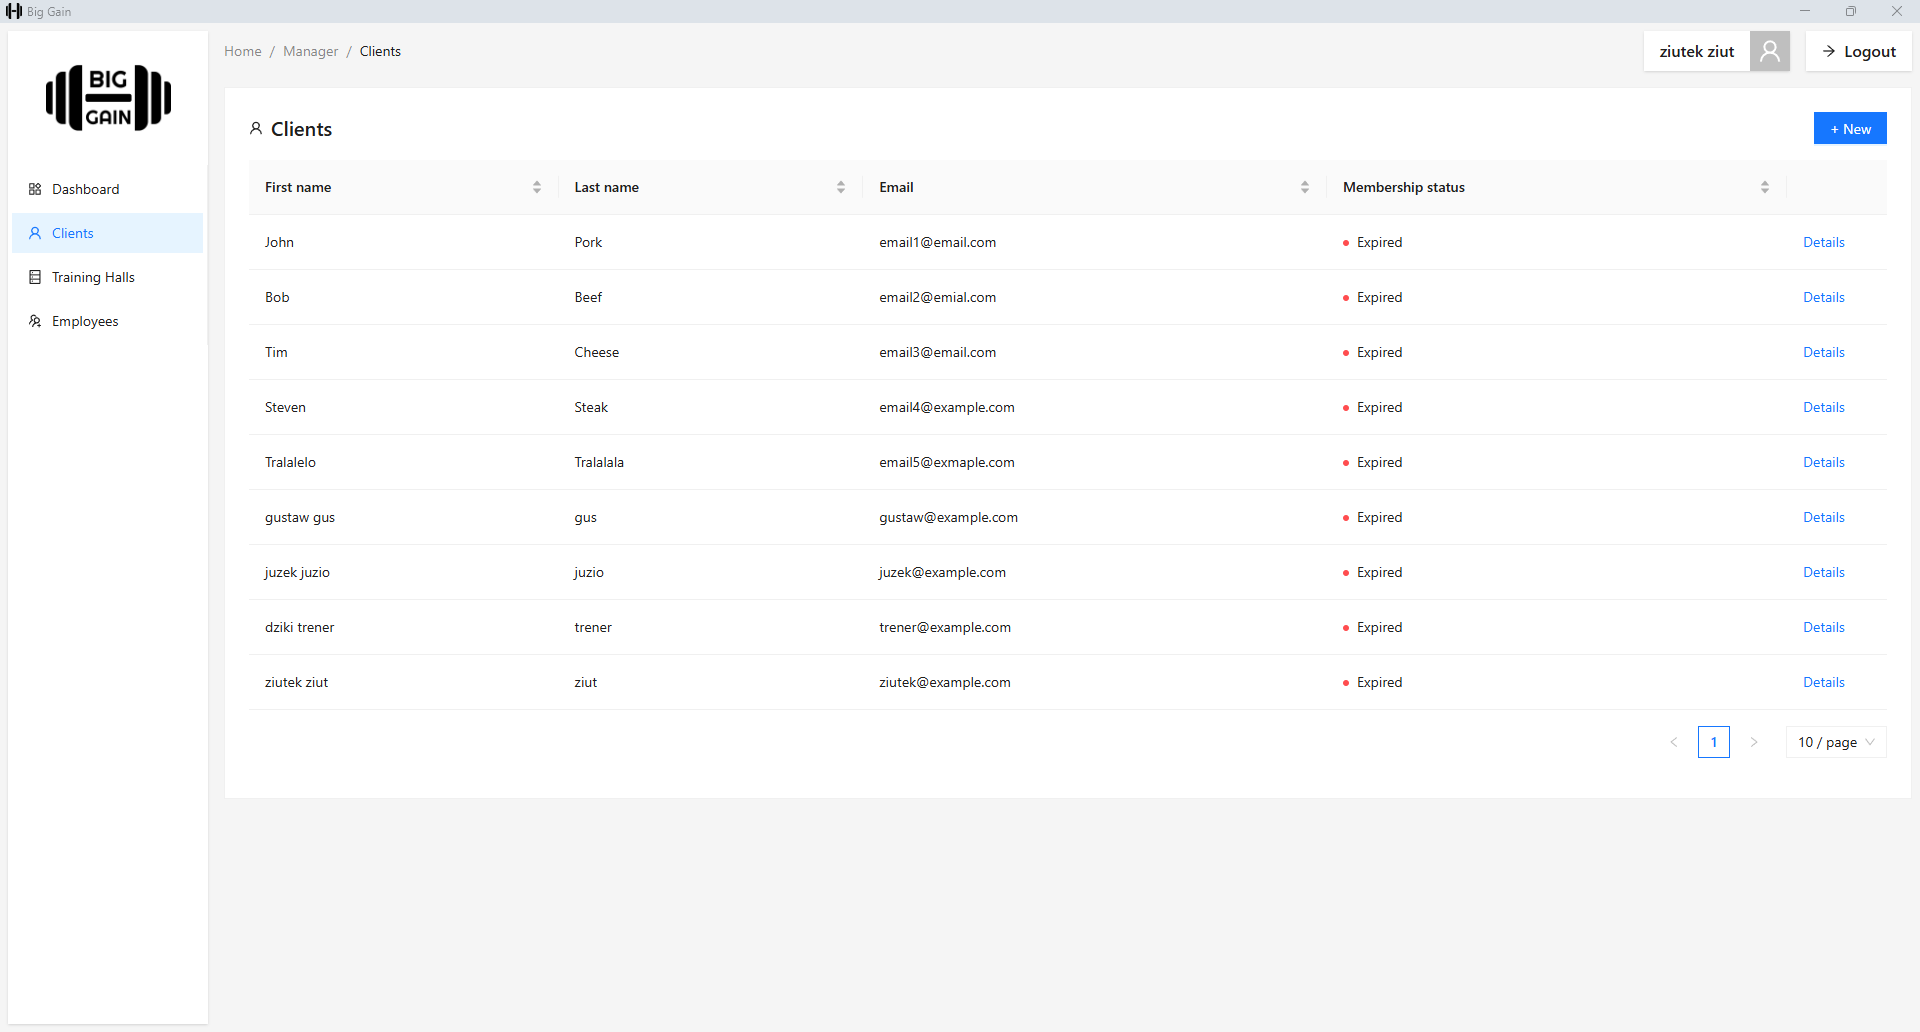 Big Gain
BIG
GAIN
Home / Manager / Clients
ziutek ziut
Logout
Dashboard
Clients
Training Halls
Employees
Clients
+ New
First name Last name Email Membership status
John Pork email1@email.com Expired Details
Bob Beef email2@emial.com Expired Details
Tim Cheese email3@email.com Expired Details
Steven Steak email4@example.com Expired Details
Tralalelo Tralalala email5@exmaple.com Expired Details
gustaw gus gus gustaw@example.com Expired Details
juzek juzio juzio juzek@example.com Expired Details
dziki trener trener trener@example.com Expired Details
ziutek ziut ziut ziutek@example.com Expired Details
< 1 > 10 / page